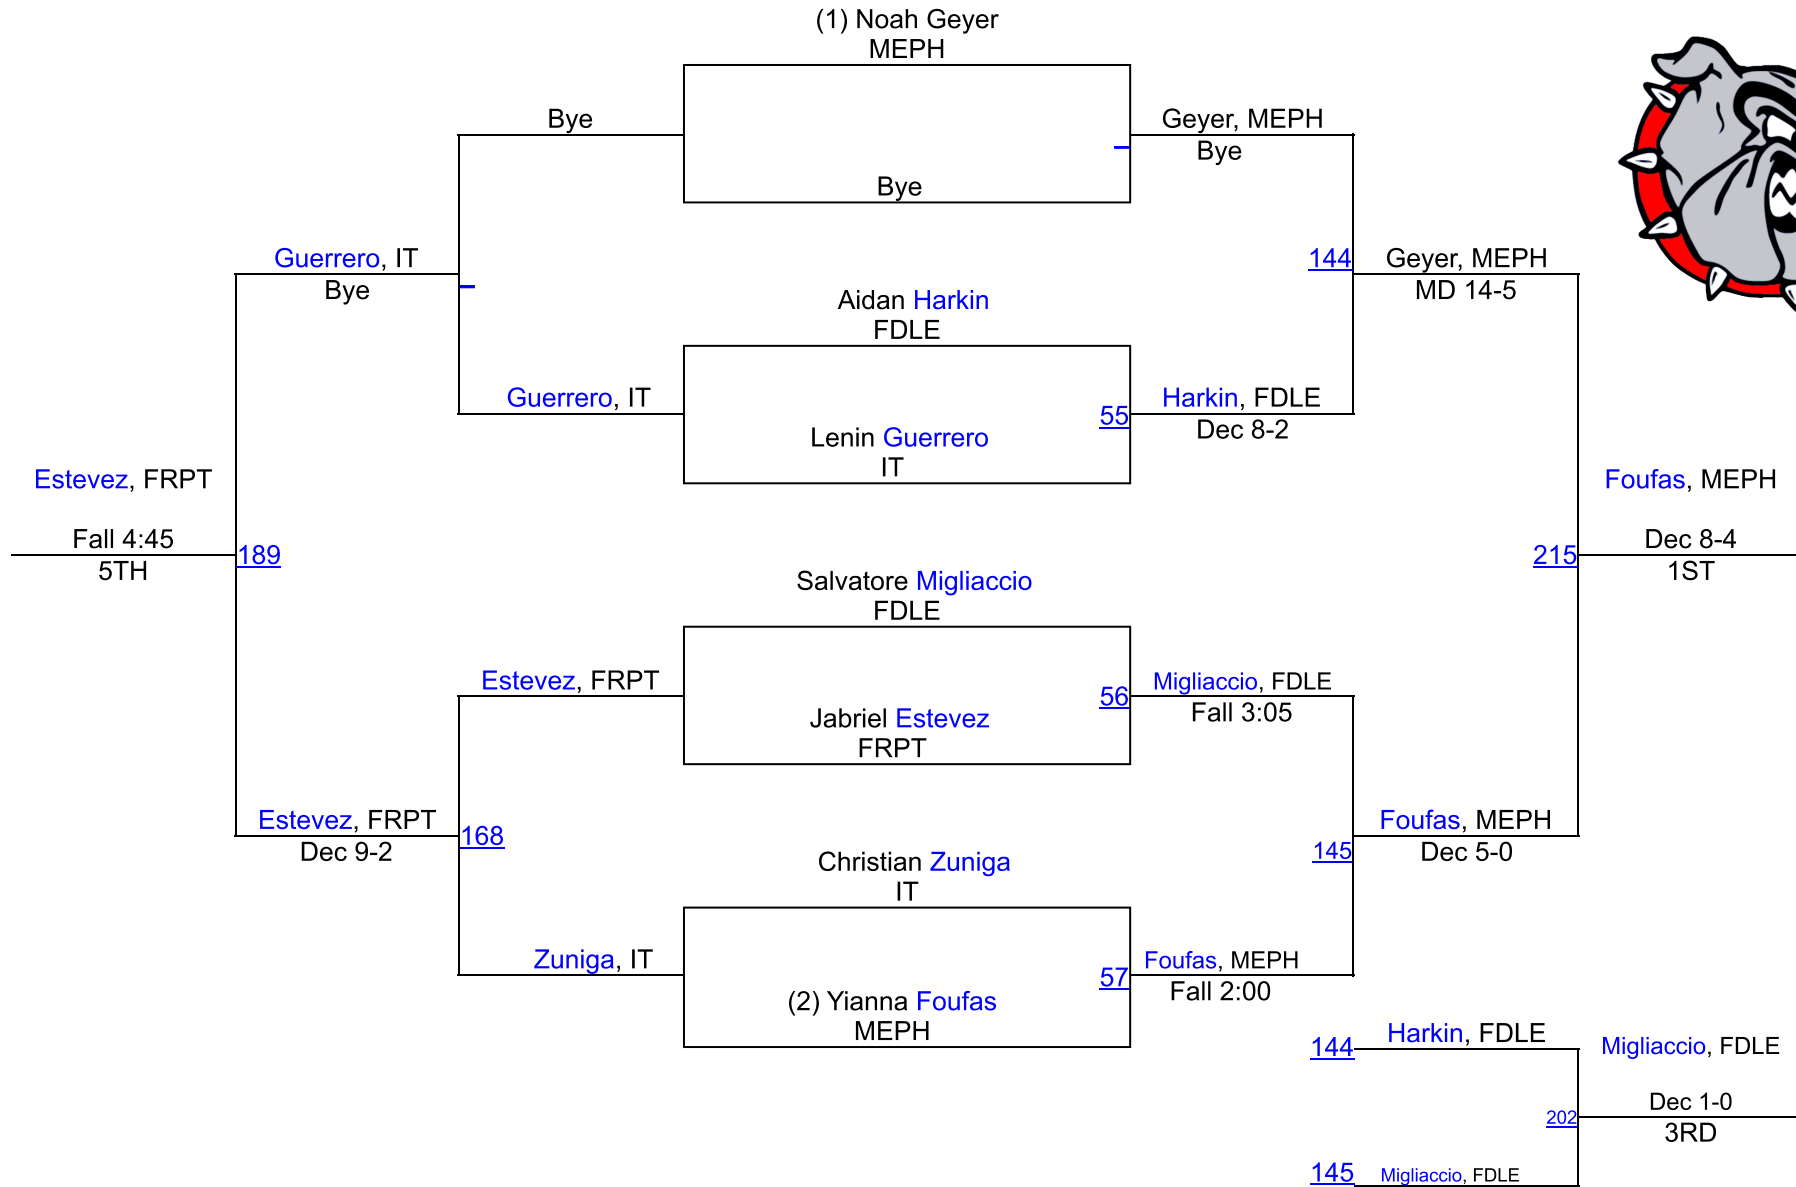 (1) Noah Geyer
MEPH
Bye
Geyer, MEPH
Bye
Bye
Guerrero, IT
Bye
144
Geyer, MEPH
MD 14-5
Aidan Harkin
FDLE
Guerrero, IT
55
Harkin, FDLE
Dec 8-2
Lenin Guerrero
IT
Estevez, FRPT
Fall 4:45
5TH
189
Foufas, MEPH
215
Dec 8-4
1ST
Salvatore Migliaccio
FDLE
Estevez, FRPT
56
Migliaccio, FDLE
Fall 3:05
Jabriel Estevez
FRPT
Estevez, FRPT
Dec 9-2
168
Foufas, MEPH
145
Dec 5-0
Christian Zuniga
IT
Zuniga, IT
57
Foufas, MEPH
Fall 2:00
(2) Yianna Foufas
MEPH
144
Harkin, FDLE
Migliaccio, FDLE
202
Dec 1-0
3RD
145
Migliaccio, FDLE